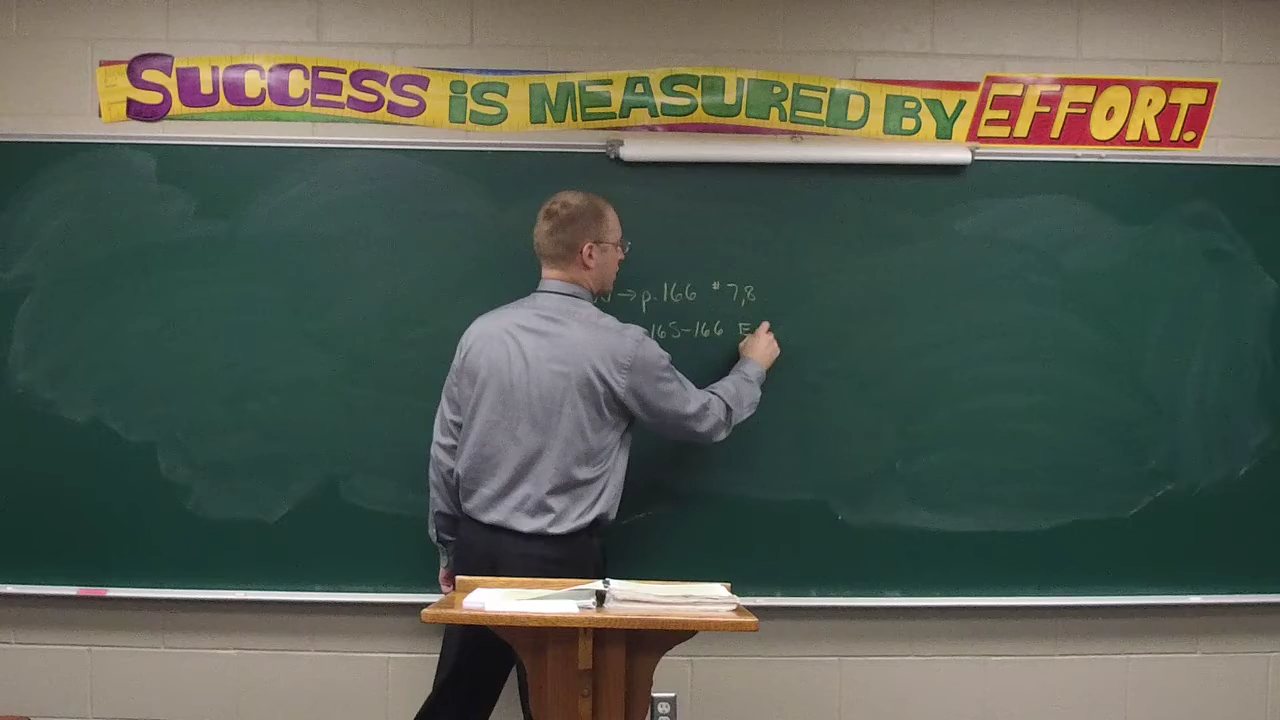 SUCCESS iS MEASURED BY EFFORT.
→p.166 # 7,8
165-166 E